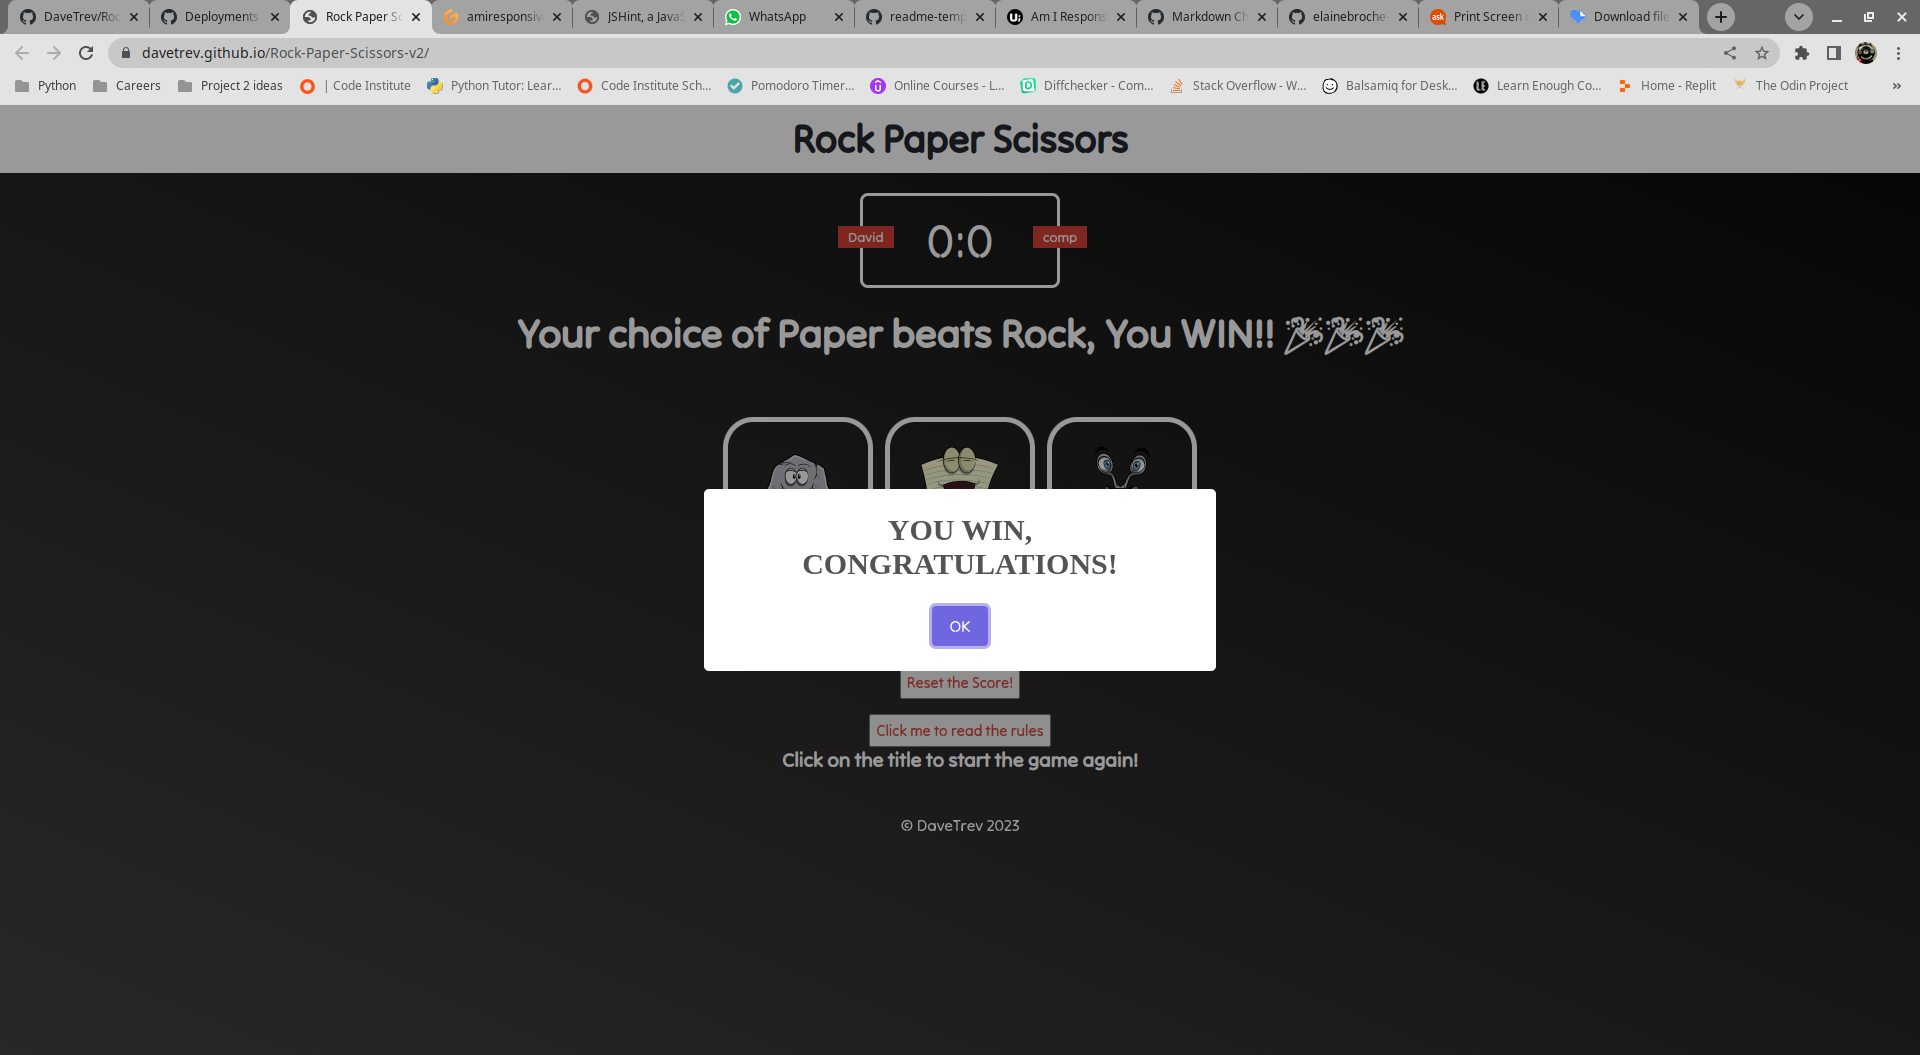 DaveTrev/Roc
Deployments
Rock Paper Sc
amiresponsiv
JSHint, a JavaS
WhatsApp
readme-temp
Am I Respons
Markdown Ch
elainebroche-
Print Screen o
Download file
davetrev.github.io/Rock-Paper-Scissors-v2/
Python
Careers
Project 2 ideas
| Code Institute
Python Tutor: Lear...
Code Institute Sch...
Pomodoro Timer...
Online Courses - L...
Diffchecker - Com...
Stack Overflow - W...
Balsamiq for Desk...
Learn Enough Co...
Home - Replit
The Odin Project
»
Rock Paper Scissors
David
0:0
comp
Your choice of Paper beats Rock, You WIN!! 🎉🎉🎉
YOU WIN,
CONGRATULATIONS!
OK
Reset the Score!
Click me to read the rules
Click on the title to start the game again!
© DaveTrev 2023